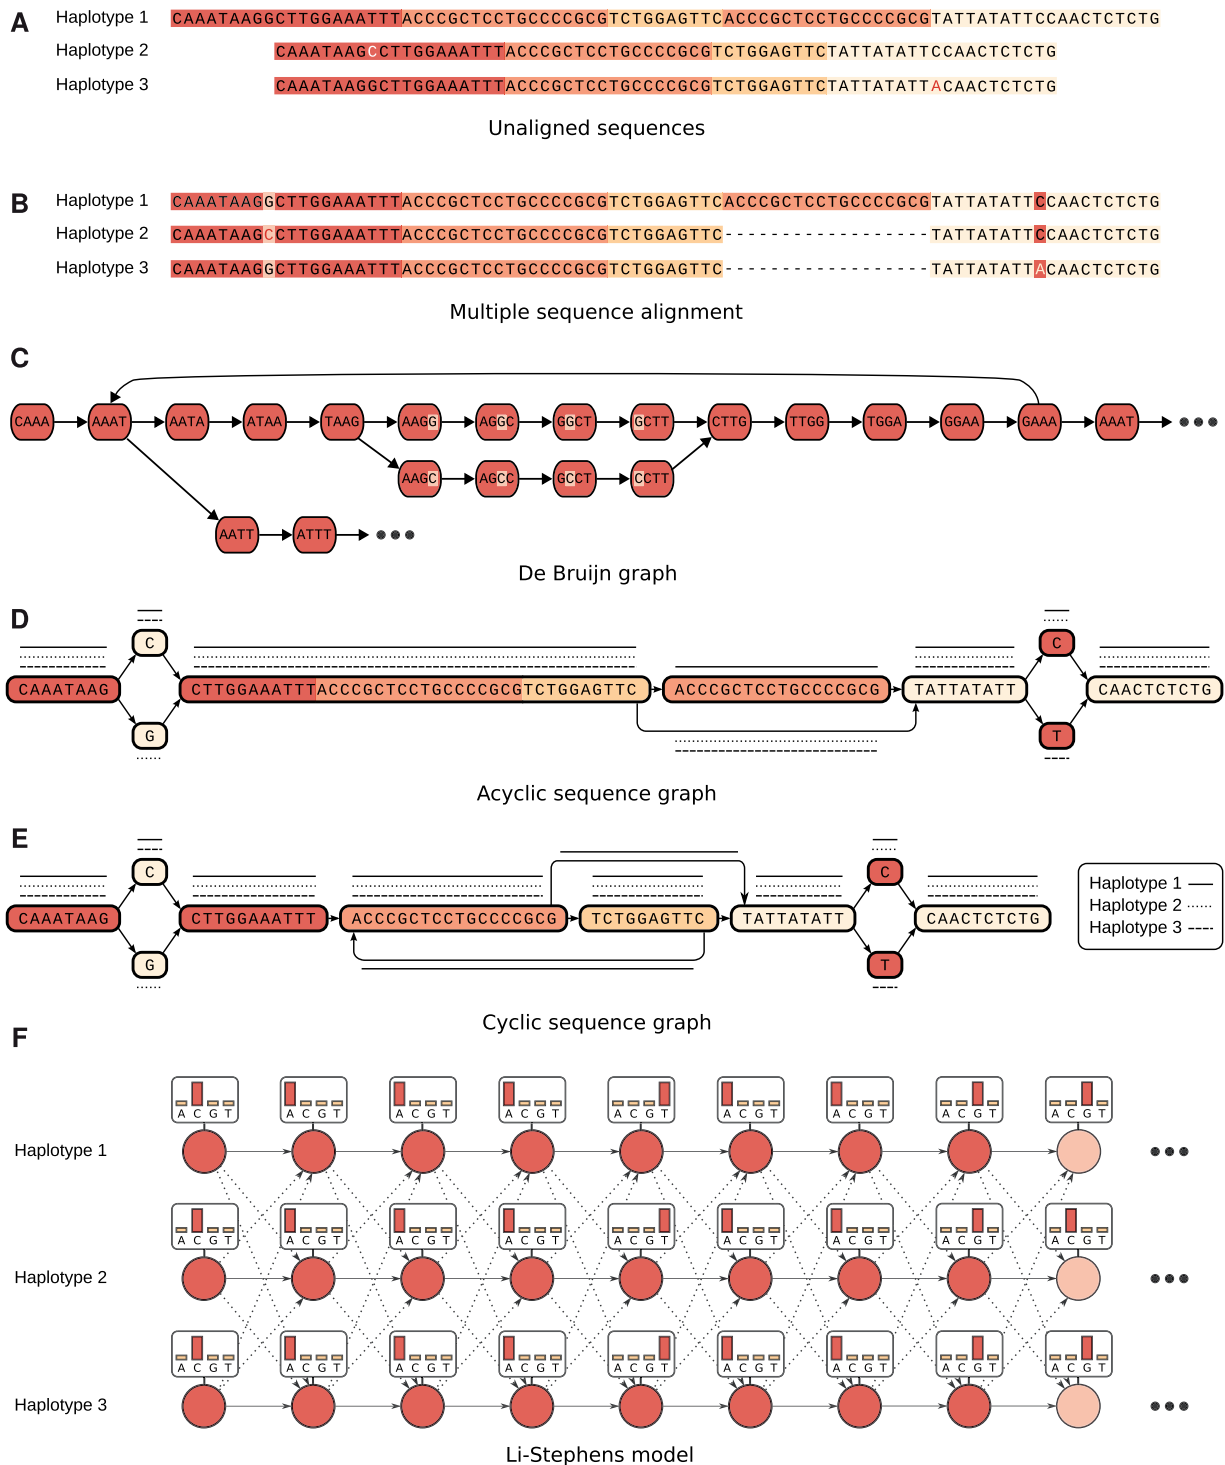 A
Haplotype 1 CAAATAAGGCTTGGAAATTTACCCGCTCCTGCCCCGCGTCTGGAGTTCACCCGCTCCTGCCCCGCGTATTATATTCCAACTCTCTG
Haplotype 2 CAAATAAGCCTTGGAAATTTACCCGCTCCTGCCCCGCGTCTGGAGTTCTATTATATTCCAACTCTCTG
Haplotype 3 CAAATAAGGCTTGGAAATTTACCCGCTCCTGCCCCGCGTCTGGAGTTCTATTATATTACAACTCTCTG
Unaligned sequences
B
Haplotype 1 CAAATAAGGCTTGGAAATTTACCCGCTCCTGCCCCGCGTCTGGAGTTCACCCGCTCCTGCCCCGCGTATTATATTCCAACTCTCTG
Haplotype 2 CAAATAAGCCTTGGAAATTTACCCGCTCCTGCCCCGCGTCTGGAGTTC------------------TATTATATTCCAACTCTCTG
Haplotype 3 CAAATAAGGCTTGGAAATTTACCCGCTCCTGCCCCGCGTCTGGAGTTC------------------TATTATATTACAACTCTCTG
Multiple sequence alignment
C
CAAA AAAT AATA ATAA TAAG AAGG AGGC GGCT GCTT CTTG TTGG TGGA GGAA GAAA AAAT
AAGC AGCC GCCT CCTT
AATT ATTT
De Bruijn graph
D
C C
CAAATAAG CTTGGAAATTTACCCGCTCCTGCCCCGCGTCTGGAGTTC ACCCGCTCCTGCCCCGCG TATTATATT CAACTCTCTG
G T
Acyclic sequence graph
E
C C
CAAATAAG CTTGGAAATTT ACCCGCTCCTGCCCCGCG TCTGGAGTTC TATTATATT CAACTCTCTG
G T
Haplotype 1
Haplotype 2
Haplotype 3
Cyclic sequence graph
F
A C G T A C G T A C G T A C G T A C G T A C G T A C G T A C G T A C G T
Haplotype 1
A C G T A C G T A C G T A C G T A C G T A C G T A C G T A C G T A C G T
Haplotype 2
A C G T A C G T A C G T A C G T A C G T A C G T A C G T A C G T A C G T
Haplotype 3
Li-Stephens model